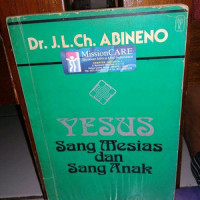 Dr. J.L.Ch. ABINENO
MissionCARE
YESUS
Sang Mesias
dan
Sang Anak